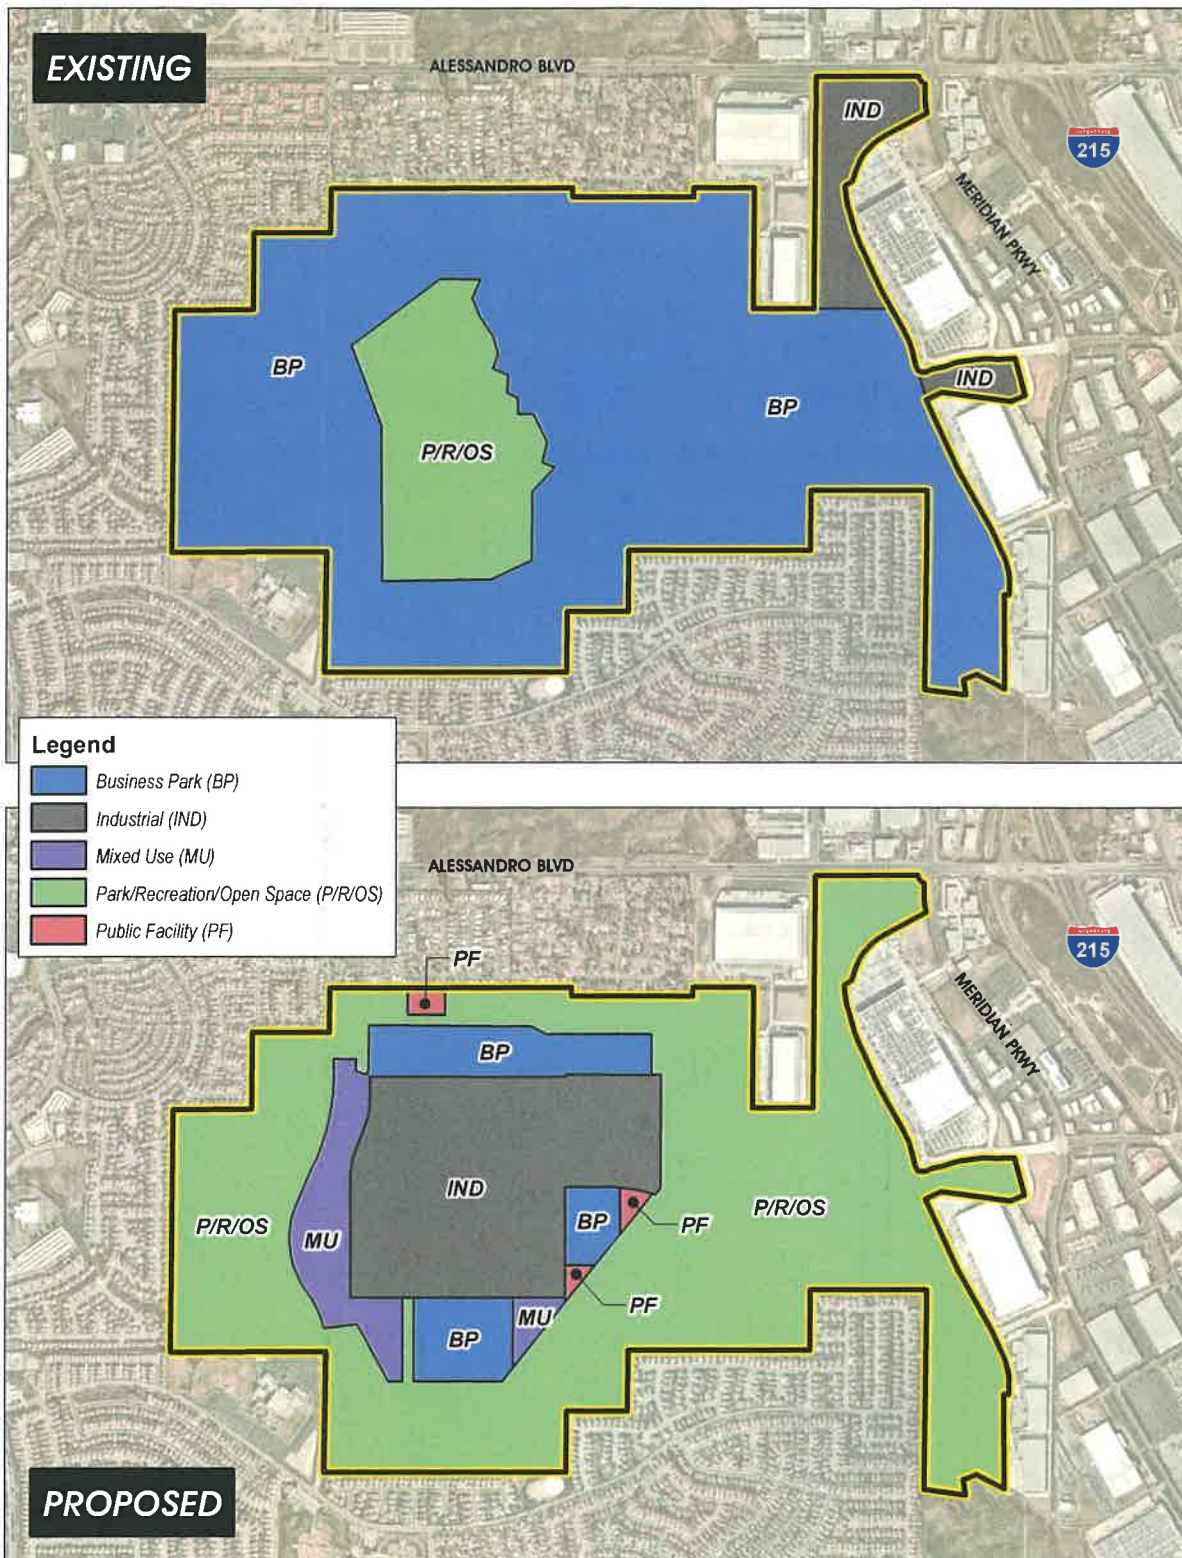 EXISTING
ALESSANDRO BLVD
IND
INTERSTATE
215
MERIDIAN PKWY
BP
IND
BP
P/R/OS
Legend
Business Park (BP)
Industrial (IND)
Mixed Use (MU)
Park/Recreation/Open Space (P/R/OS)
Public Facility (PF)
ALESSANDRO BLVD
INTERSTATE
215
PF
MERIDIAN PKWY
BP
IND
P/R/OS
P/R/OS
BP
PF
MU
PF
MU
BP
PROPOSED